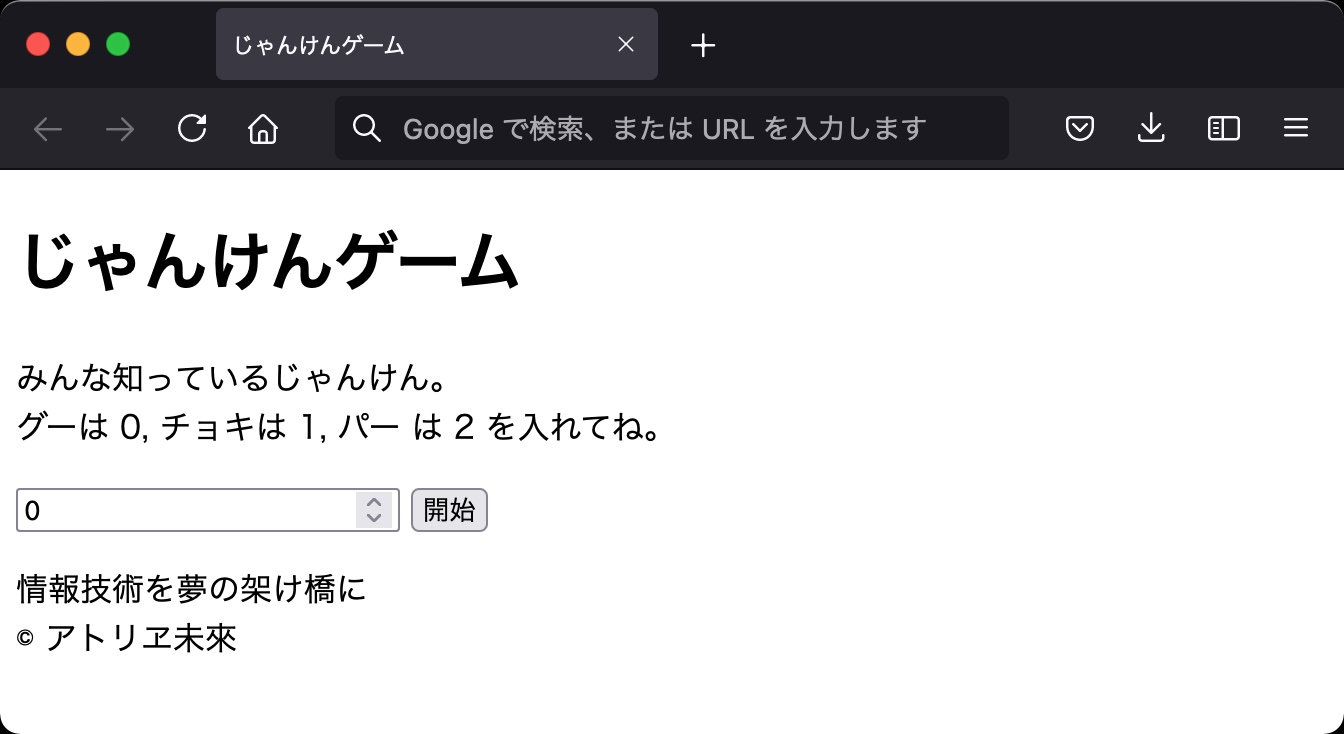 じゃんけんゲーム
Google で検索、または URL を入力します
じゃんけんゲーム
みんな知っているじゃんけん。
グーは 0, チョキは 1, パー は 2 を入れてね。
0 開始
情報技術を夢の架け橋に
© アトリヱ未來